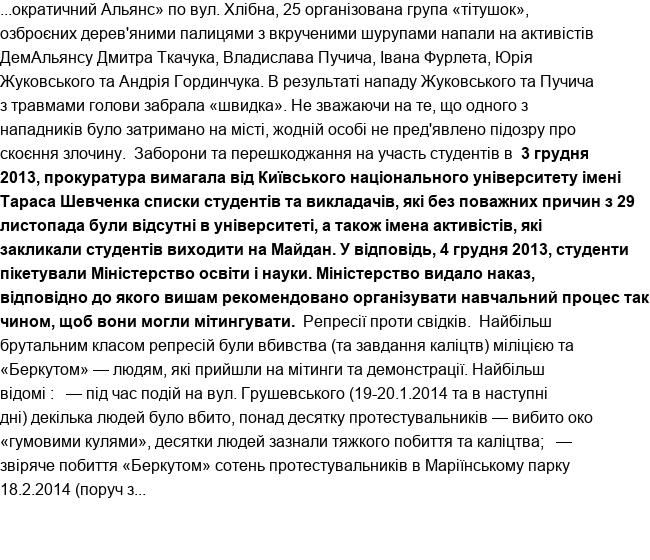 ...ократичний Альянс» по вул. Хлібна, 25 організована група «тітушок»,
озброєних дерев'яними палицями з вкрученими шурупами напали на активістів
ДемАльянсу Дмитра Ткачука, Владислава Пучича, Івана Фурлета, Юрія
Жуковського та Андрія Гординчука. В результаті нападу Жуковського та Пучича
з травмами голови забрала «швидка». Не зважаючи на те, що одного з
нападників було затримано на місті, жодній особі не пред'явлено підозру про
скоєння злочину.  Заборони та перешкоджання на участь студентів в  3 грудня
2013, прокуратура вимагала від Київського національного університету імені
Тараса Шевченка списки студентів та викладачів, які без поважних причин з 29
листопада були відсутні в університеті, а також імена активістів, які
закликали студентів виходити на Майдан. У відповідь, 4 грудня 2013, студенти
пікетували Міністерство освіти і науки. Міністерство видало наказ,
відповідно до якого вишам рекомендовано організувати навчальний процес так
чином, щоб вони могли мітингувати.  Репресії проти свідків.  Найбільш
брутальним класом репресій були вбивства (та завдання каліцтв) міліцією та
«Беркутом» — людям, які прийшли на мітинги та демонстрації. Найбільш
відомі :   — під час подій на вул. Грушевського (19-20.1.2014 та в наступні
дні) декілька людей було вбито, понад десятку протестувальників — вибито око
«гумовими кулями», десятки людей зазнали тяжкого побиття та каліцтва;   —
звіряче побиття «Беркутом» сотень протестувальників в Маріїнському парку
18.2.2014 (поруч з...